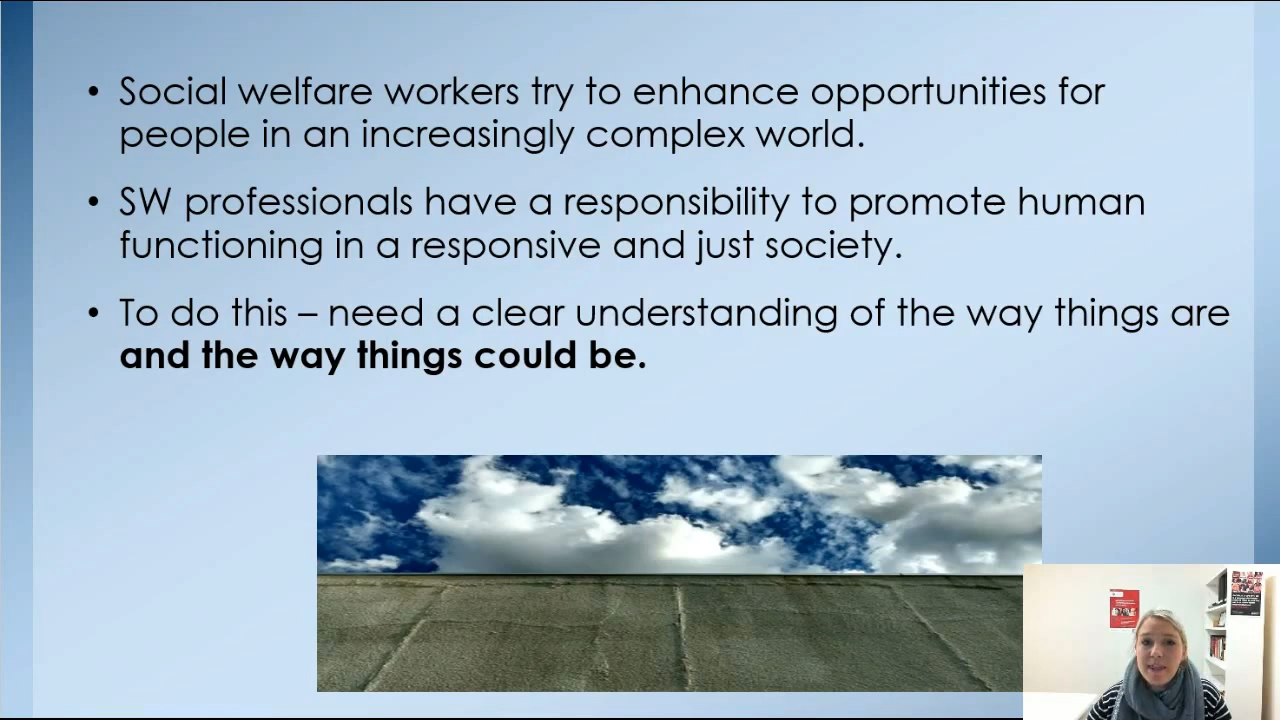 • Social welfare workers try to enhance opportunities for
people in an increasingly complex world.
• SW professionals have a responsibility to promote human
functioning in a responsive and just society.
• To do this – need a clear understanding of the way things are
and the way things could be.